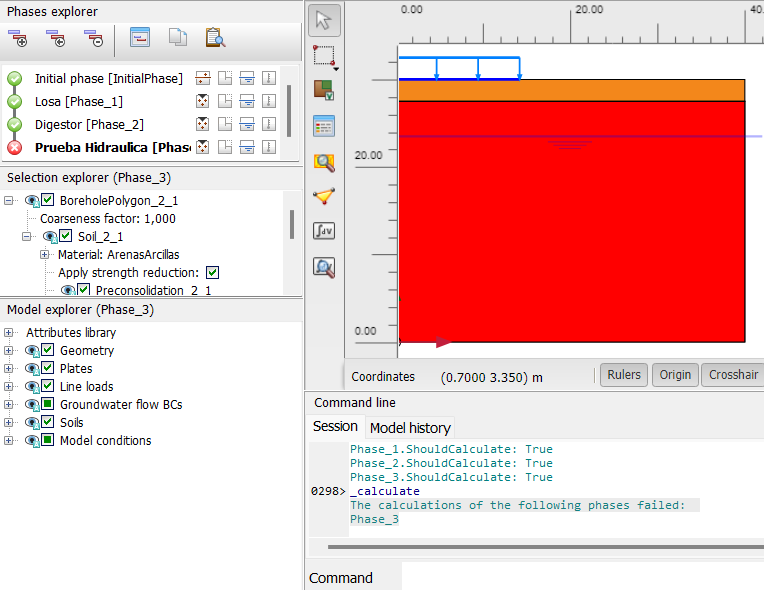 Phases explorer
Initial phase [InitialPhase]
Losa [Phase_1]
Digestor [Phase_2]
Prueba Hidraulica [Phas
Selection explorer (Phase_3)
BoreholePolygon_2_1
Coarseness factor: 1,000
Soil_2_1
Material: ArenasArcillas
Apply strength reduction:
Preconsolidation_2_1
Model explorer (Phase_3)
Attributes library
Geometry
Plates
Line loads
Groundwater flow BCs
Soils
Model conditions
0.00
20.00
40.
20.00
0.00
∫dv
Coordinates
(0.7000 3.350) m
Rulers
Origin
Crosshair
Command line
Session
Model history
Phase_1.ShouldCalculate: True
Phase_2.ShouldCalculate: True
Phase_3.ShouldCalculate: True
0298> _calculate
The calculations of the following phases failed:
Phase_3
Command